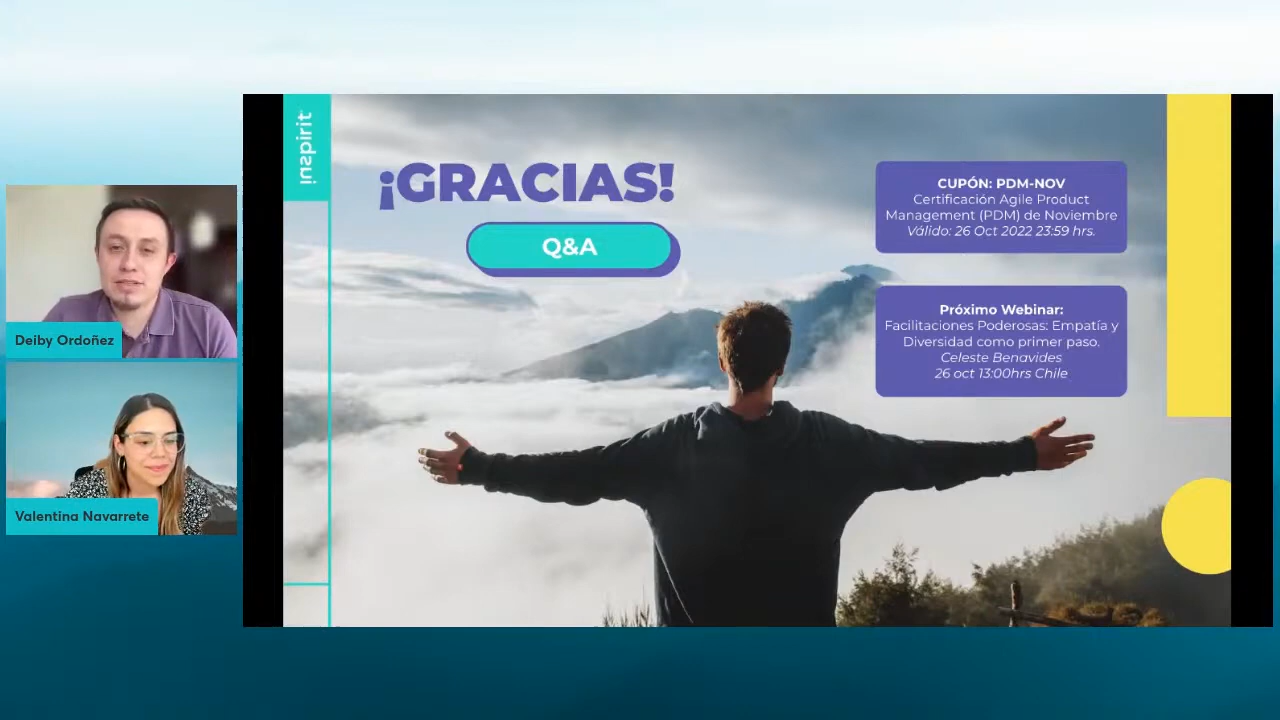 inspirit
¡GRACIAS!
Q&A
CUPÓN: PDM-NOV
Certificación Agile Product
Management (PDM) de Noviembre
Válido: 26 Oct 2022 23:59 hrs.
Próximo Webinar:
Facilitaciones Poderosas: Empatía y
Diversidad como primer paso.
Celeste Benavides
26 oct 13:00hrs Chile
Deiby Ordoñez
Valentina Navarrete